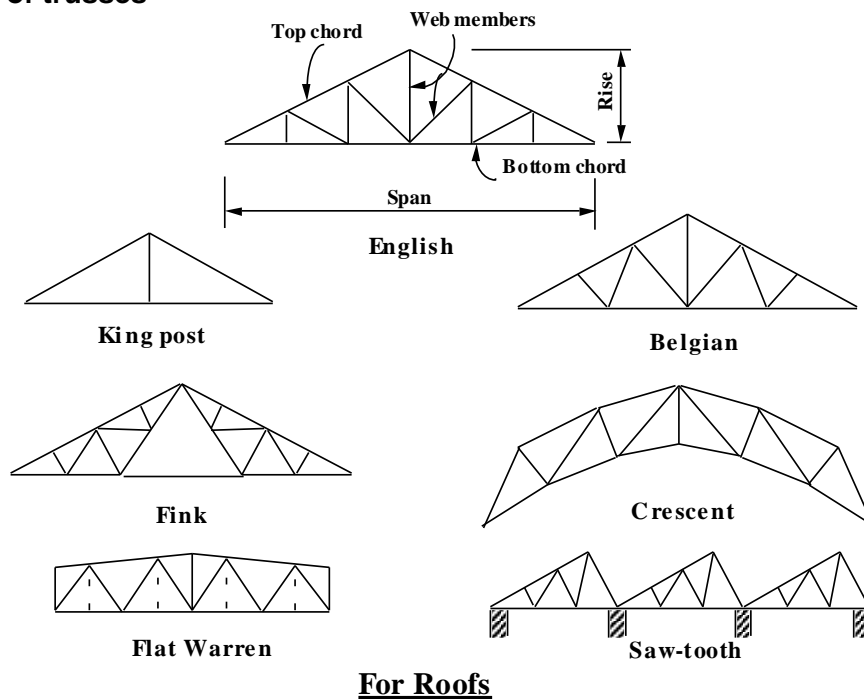 Top chord
Web members
Rise
Bottom chord
Span
English
King post
Belgian
Fink
Crescent
Flat Warren
Saw-tooth
For Roofs